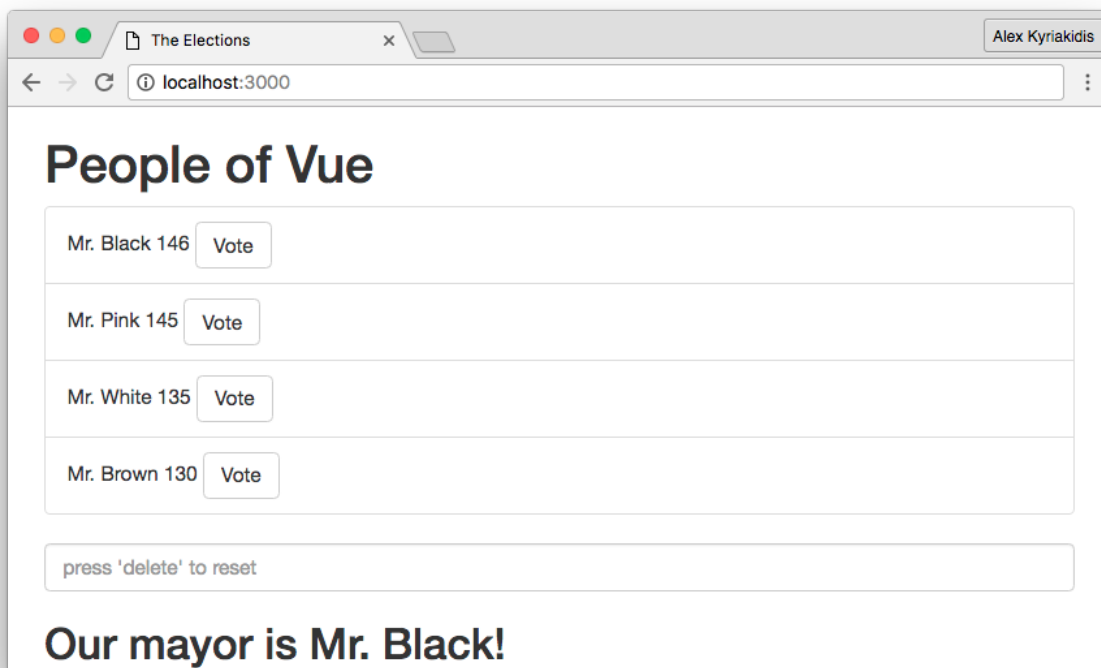 The Elections
Alex Kyriakidis
localhost:3000
People of Vue
Mr. Black 146 Vote
Mr. Pink 145 Vote
Mr. White 135 Vote
Mr. Brown 130 Vote
press 'delete' to reset
Our mayor is Mr. Black!